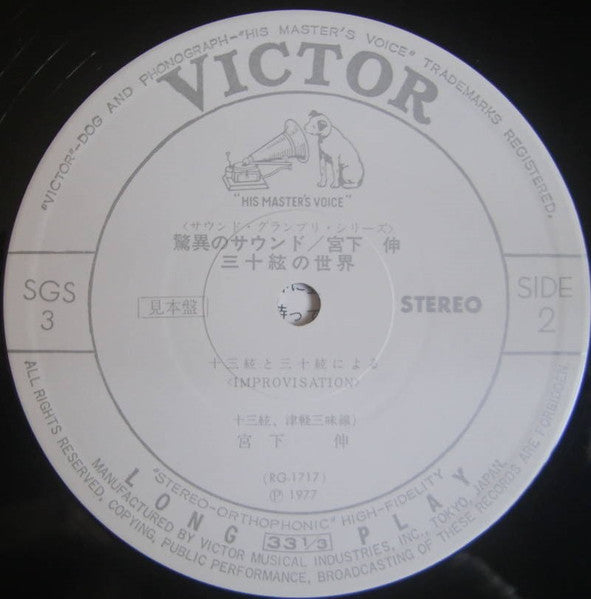 "VICTOR"–DOG AND PHONOGRAPH–"HIS MASTER'S VOICE" TRADEMARKS REGISTERED.
VICTOR
"HIS MASTER'S VOICE"
〈サウンド・グランプリ・シリーズ〉
驚異のサウンド／宮下 伸
三十絃の世界
SGS
3
見本盤
STEREO
SIDE
2
十三絃と三十絃による
〈IMPROVISATION〉
十三絃、津軽三味線)
宮下 伸
(RG-1717)
Ⓟ 1977
"STEREO-ORTHOPHONIC" HIGH-FIDELITY
LONG 33 1/3 PLAY
MANUFACTURED BY VICTOR MUSICAL INDUSTRIES, INC., TOKYO, JAPAN
ALL RIGHTS RESERVED, COPYING, PUBLIC PERFORMANCE, BROADCASTING OF THESE RECORDS ARE FORBIDDEN